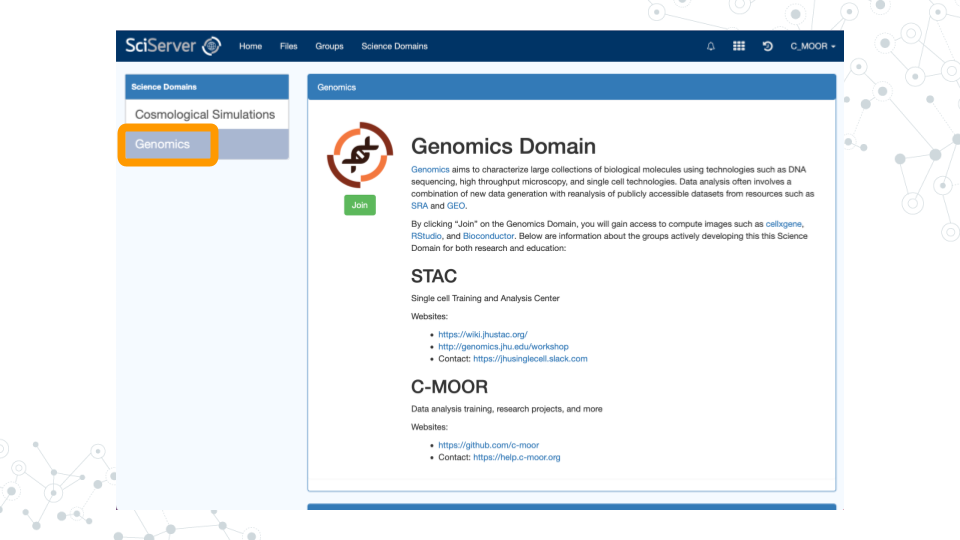 SciServer Home Files Groups Science Domains C_MOOR
Science Domains
Cosmological Simulations
Genomics
Genomics
Join
Genomics Domain
Genomics aims to characterize large collections of biological molecules using technologies such as DNA
sequencing, high throughput microscopy, and single cell technologies. Data analysis often involves a
combination of new data generation with reanalysis of publicly accessible datasets from resources such as
SRA and GEO.
By clicking "Join" on the Genomics Domain, you will gain access to compute images such as cellxgene,
RStudio, and Bioconductor. Below are information about the groups actively developing this this Science
Domain for both research and education:
STAC
Single cell Training and Analysis Center
Websites:
• https://wiki.jhustac.org/
• http://genomics.jhu.edu/workshop
• Contact: https://jhusinglecell.slack.com
C-MOOR
Data analysis training, research projects, and more
Websites:
• https://github.com/c-moor
• Contact: https://help.c-moor.org